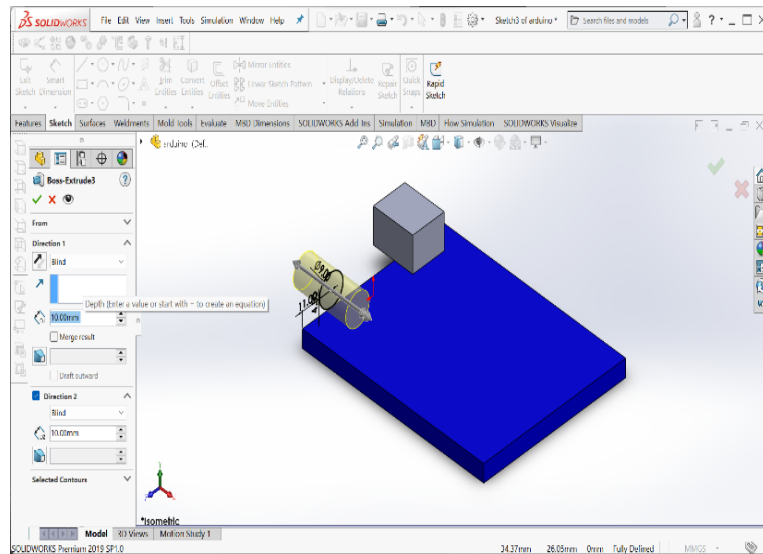 SOLIDWORKS File Edit View Insert Tools Simulation Window Help Sketch3 of arduino * Search files and models ?
Exit Sketch Smart Dimension Trim Entities Convert Entities Offset Entities Mirror Entities Display/Delete Relations Repair Sketch Quick Snaps Rapid Sketch
Linear Sketch Pattern
Move Entities
Features Sketch Surfaces Weldments Mold Tools Evaluate MBD Dimensions SOLIDWORKS Add-Ins Simulation MBD Flow Simulation SOLIDWORKS Visualize
arduino (Def...
Boss-Extrude3
From
Direction 1
Blind
Depth (Enter a value or start with = to create an equation)
10.00mm
Merge result
Draft outward
Direction 2
Blind
10.00mm
Selected Contours
*Isometric
Model 3D Views Motion Study 1
SOLIDWORKS Premium 2019 SP1.0 34.37mm 26.05mm 0mm Fully Defined MMGS